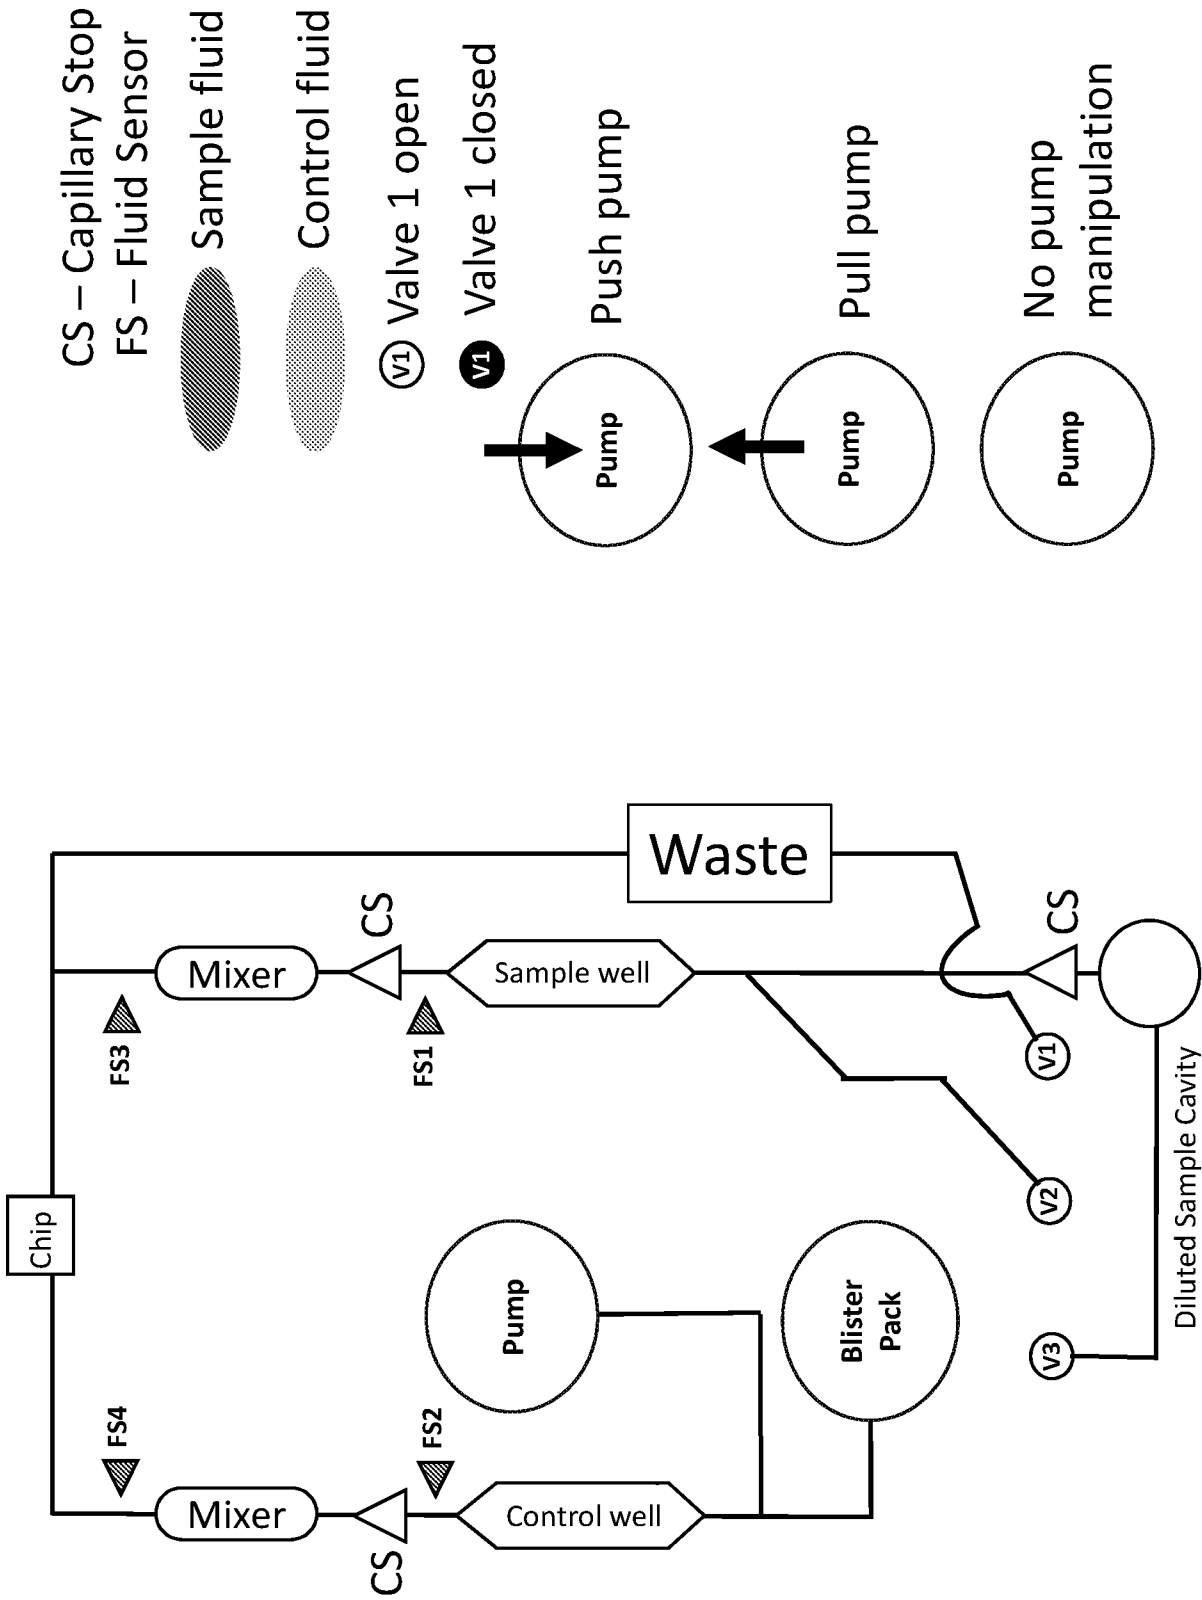 CS – Capillary Stop
FS – Fluid Sensor
Sample fluid
Control fluid
V1 Valve 1 open
V1 Valve 1 closed
Pump
Push pump
Pump
Pull pump
Pump
No pump
manipulation
Chip
FS4
FS3
Mixer
Mixer
CS
CS
FS2
FS1
Control well
Sample well
Pump
Waste
Blister
Pack
V3
V2
V1
CS
Diluted Sample Cavity